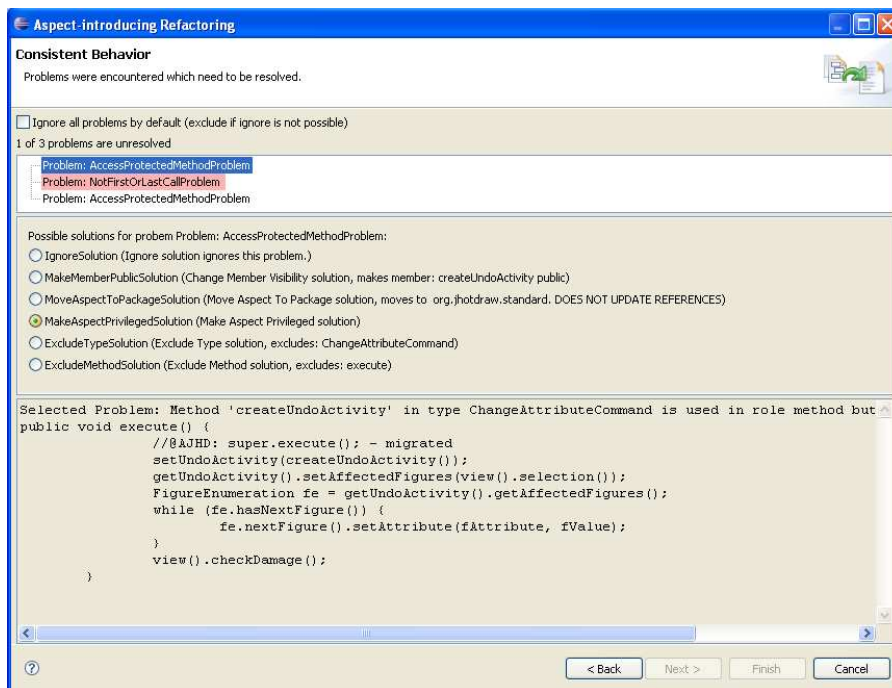 Aspect-introducing Refactoring
Consistent Behavior
Problems were encountered which need to be resolved.
Ignore all problems by default (exclude if ignore is not possible)
1 of 3 problems are unresolved
Problem: AccessProtectedMethodProblem
Problem: NotFirstOrLastCallProblem
Problem: AccessProtectedMethodProblem
Possible solutions for probem Problem: AccessProtectedMethodProblem:
IgnoreSolution (Ignore solution ignores this problem.)
MakeMemberPublicSolution (Change Member Visibility solution, makes member: createUndoActivity public)
MoveAspectToPackageSolution (Move Aspect To Package solution, moves to org.jhotdraw.standard. DOES NOT UPDATE REFERENCES)
MakeAspectPrivilegedSolution (Make Aspect Privileged solution)
ExcludeTypeSolution (Exclude Type solution, excludes: ChangeAttributeCommand)
ExcludeMethodSolution (Exclude Method solution, excludes: execute)
Selected Problem: Method 'createUndoActivity' in type ChangeAttributeCommand is used in role method but
public void execute() {
//@AJHD: super.execute(); - migrated
setUndoActivity(createUndoActivity());
getUndoActivity().setAffectedFigures(view().selection());
FigureEnumeration fe = getUndoActivity().getAffectedFigures();
while (fe.hasNextFigure()) {
fe.nextFigure().setAttribute(fAttribute, fValue);
}
view().checkDamage();
}
? < Back Next > Finish Cancel